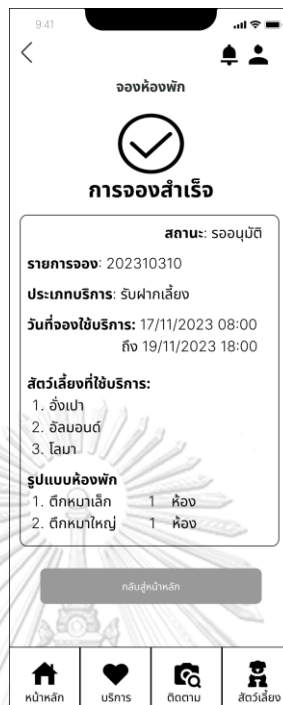 9:41
จองห้องพัก
การจองสำเร็จ
สถานะ: รออนุมัติ
รายการจอง: 202310310
ประเภทบริการ: รับฝากเลี้ยง
วันที่จองใช้บริการ: 17/11/2023 08:00
ถึง 19/11/2023 18:00
สัตว์เลี้ยงที่ใช้บริการ:
1. อั่งเปา
2. อัลมอนด์
3. โลมา
รูปแบบห้องพัก
1. ตึกหมาเล็ก 1 ห้อง
2. ตึกหมาใหญ่ 1 ห้อง
กลับสู่หน้าหลัก
หน้าหลัก บริการ ติดตาม สัตว์เลี้ยง